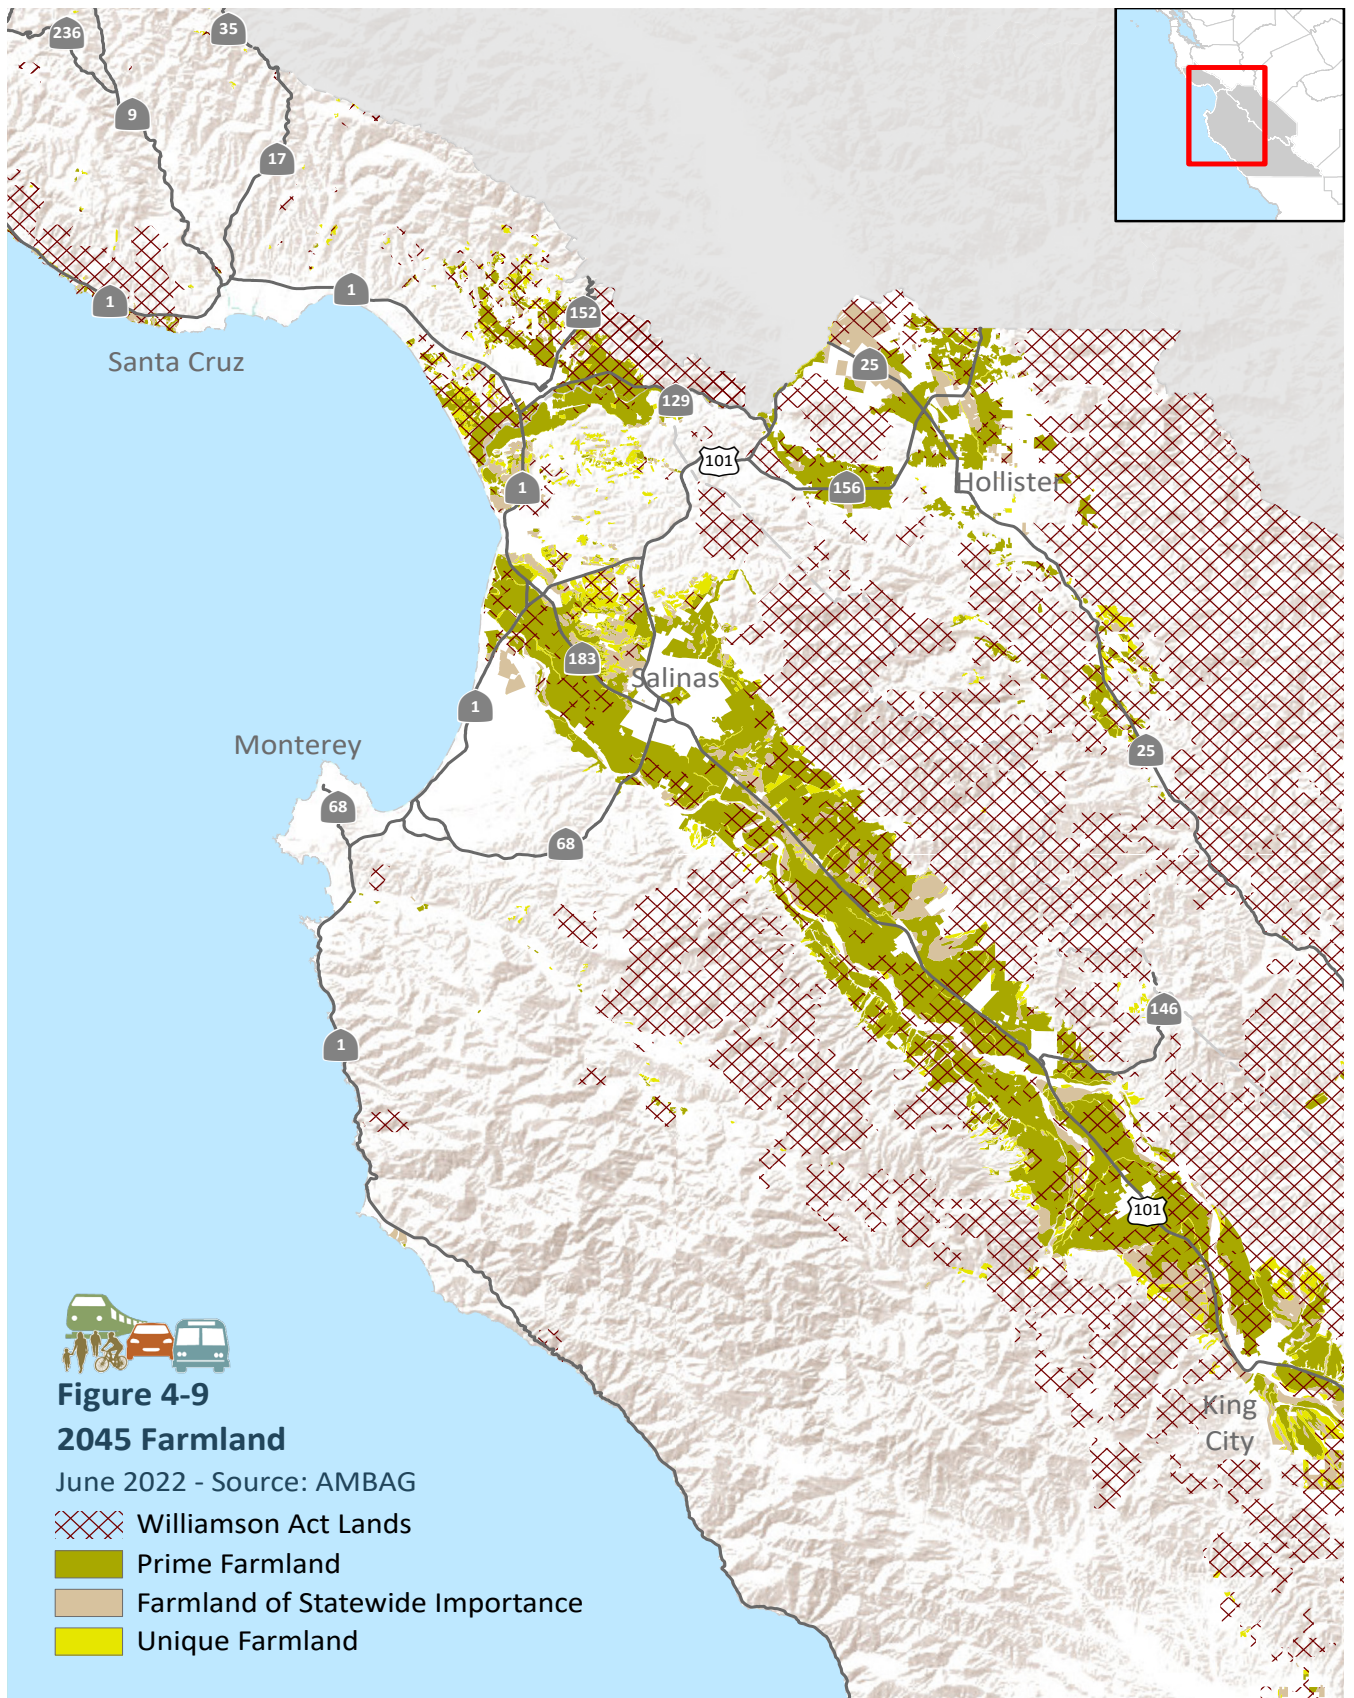 236
35
9
17
1
1
152
Santa Cruz
25
129
101
156
Hollister
1
183
Salinas
1
Monterey
25
68
68
146
1
101
King
City
Figure 4-9
2045 Farmland
June 2022 - Source: AMBAG
Williamson Act Lands
Prime Farmland
Farmland of Statewide Importance
Unique Farmland